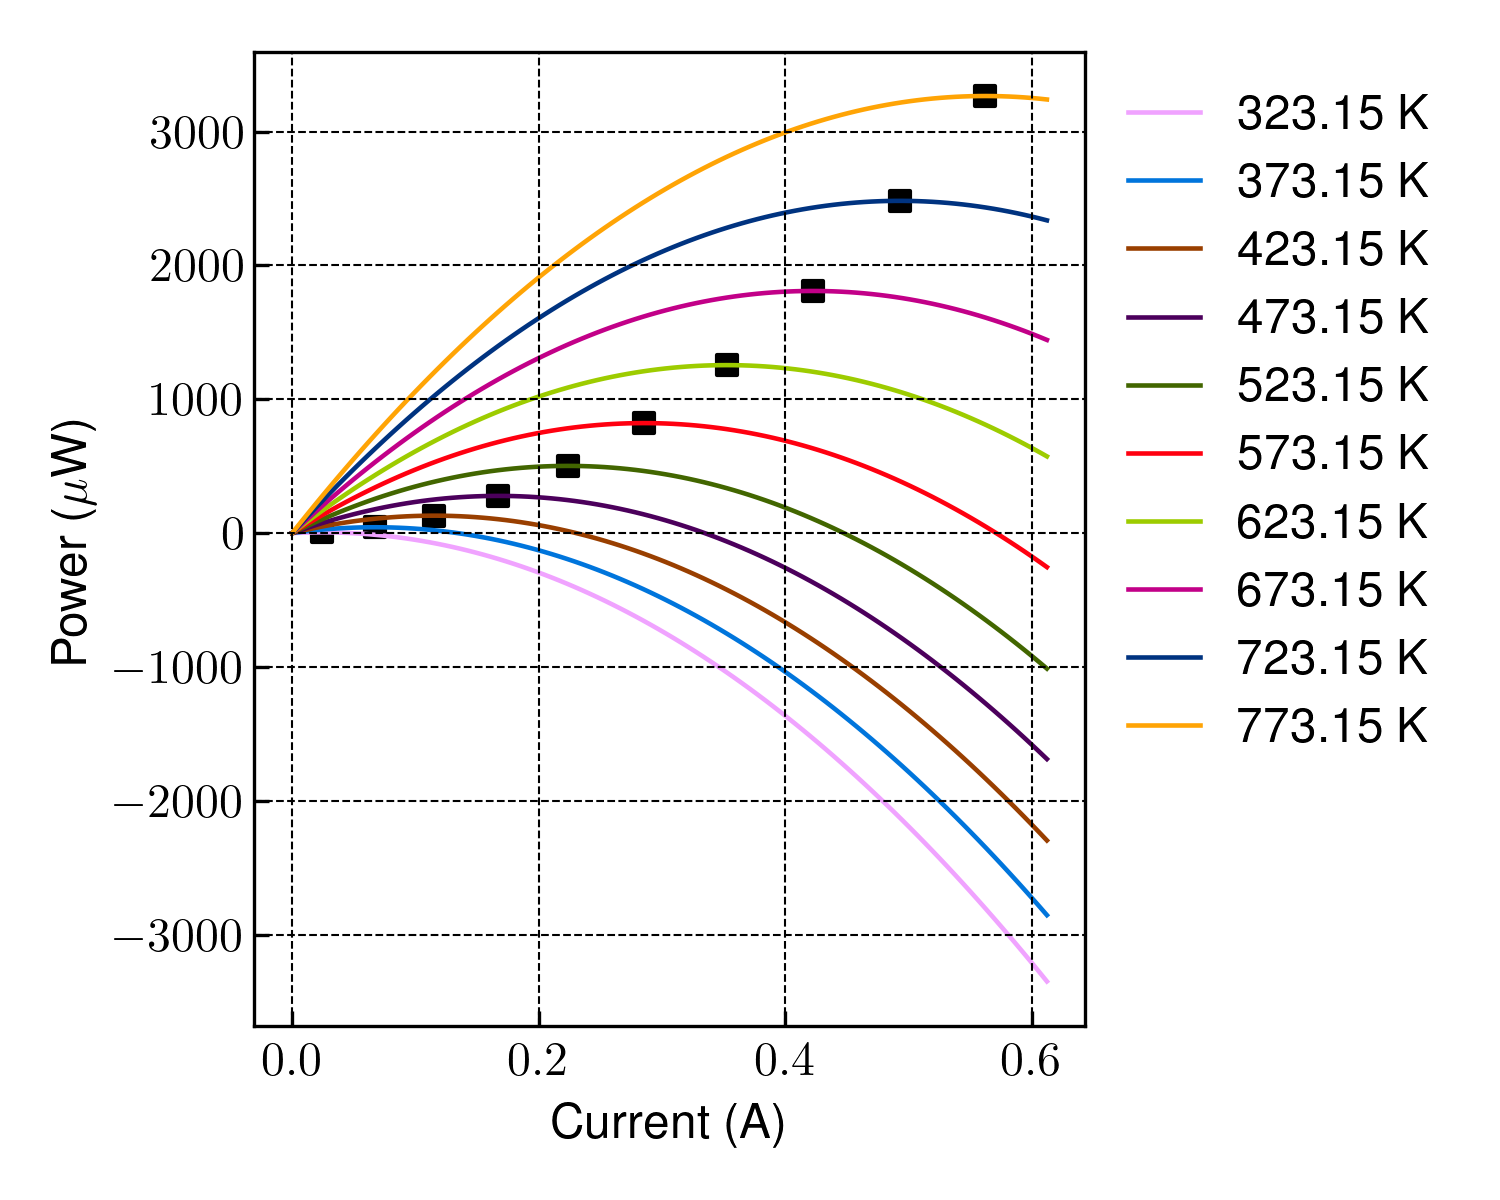 3000
2000
1000
0
−1000
−2000
−3000
Power (μW)
0.0 0.2 0.4 0.6
Current (A)
323.15 K
373.15 K
423.15 K
473.15 K
523.15 K
573.15 K
623.15 K
673.15 K
723.15 K
773.15 K